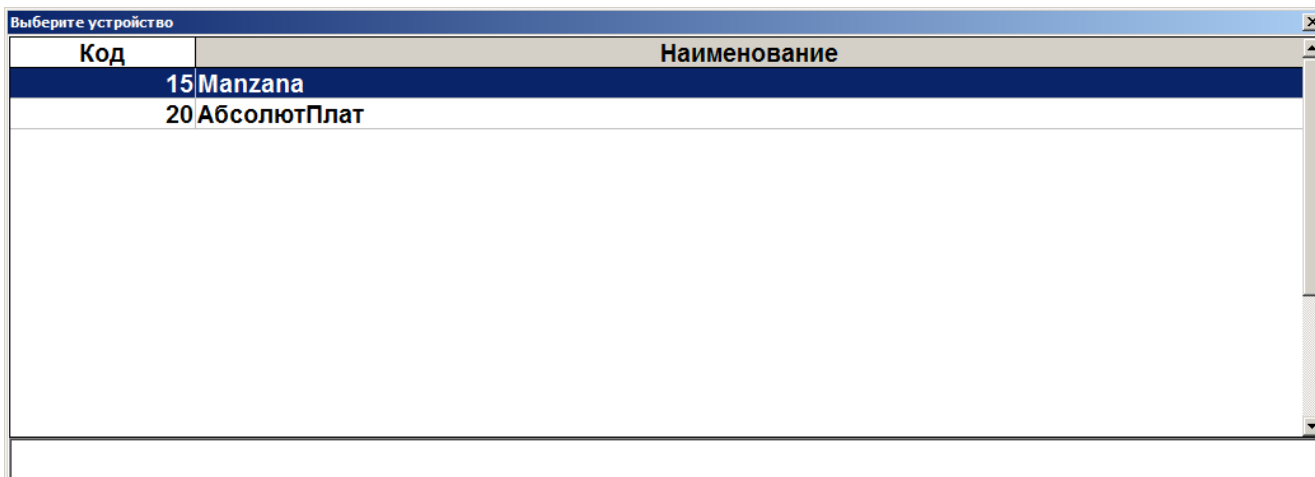 Выберите устройство
Код Наименование
15 Manzana
20 АбсолютПлат